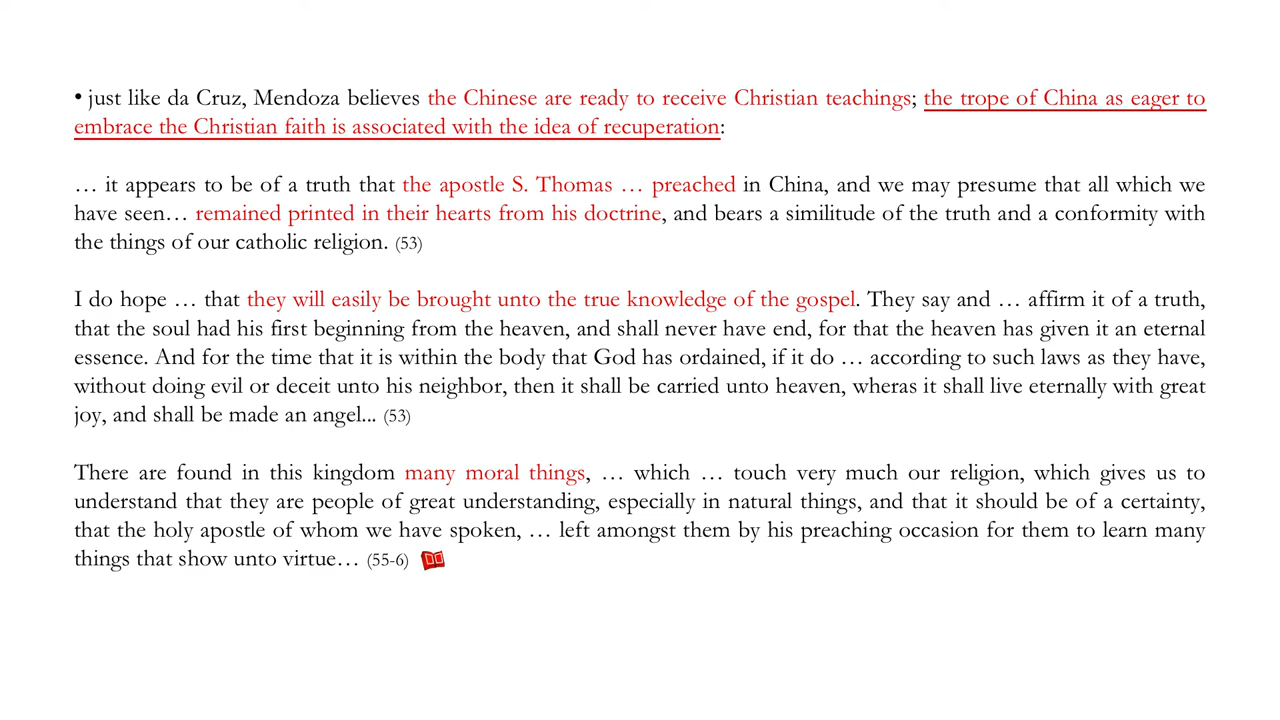 • just like da Cruz, Mendoza believes the Chinese are ready to receive Christian teachings; the trope of China as eager to
embrace the Christian faith is associated with the idea of recuperation:
… it appears to be of a truth that the apostle S. Thomas … preached in China, and we may presume that all which we
have seen… remained printed in their hearts from his doctrine, and bears a similitude of the truth and a conformity with
the things of our catholic religion. (53)
I do hope … that they will easily be brought unto the true knowledge of the gospel. They say and … affirm it of a truth,
that the soul had his first beginning from the heaven, and shall never have end, for that the heaven has given it an eternal
essence. And for the time that it is within the body that God has ordained, if it do … according to such laws as they have,
without doing evil or deceit unto his neighbor, then it shall be carried unto heaven, wheras it shall live eternally with great
joy, and shall be made an angel... (53)
There are found in this kingdom many moral things, … which … touch very much our religion, which gives us to
understand that they are people of great understanding, especially in natural things, and that it should be of a certainty,
that the holy apostle of whom we have spoken, … left amongst them by his preaching occasion for them to learn many
things that show unto virtue… (55-6)